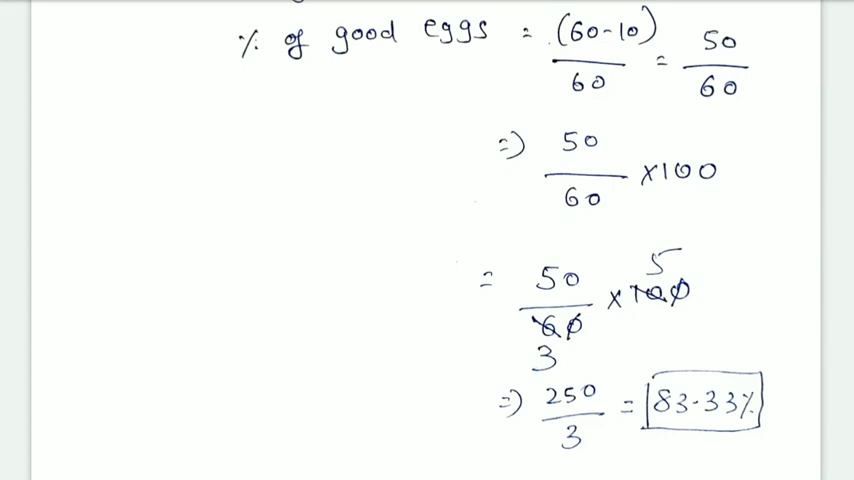 % of good eggs = (60-10)/60 = 50/60
=) 50/60 ×100
= 50/60 × 100 5
3
=) 250/3 = 83.33%